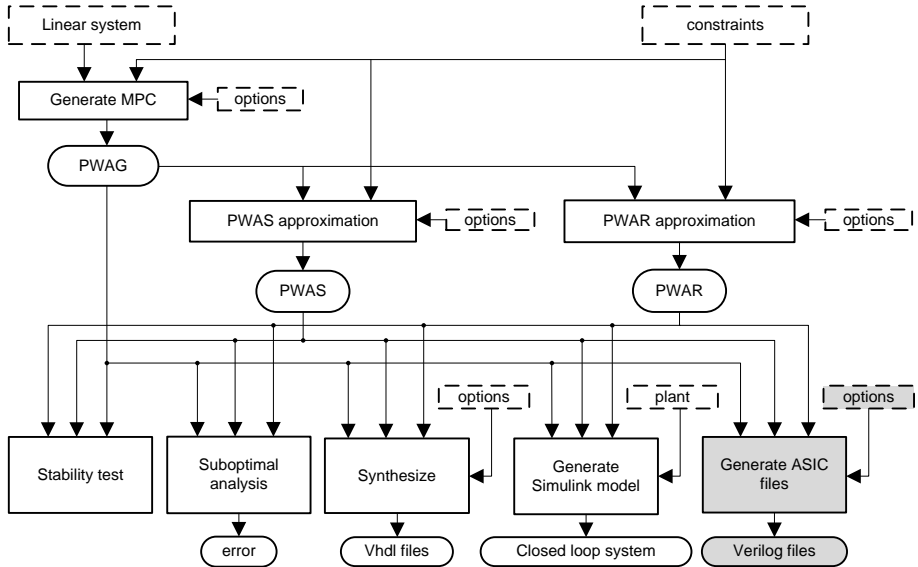 Linear system
constraints
Generate MPC
options
PWAG
PWAS approximation
options
PWAR approximation
options
PWAS
PWAR
options
plant
options
Stability test
Suboptimal
analysis
Synthesize
Generate
Simulink model
Generate ASIC
files
error
Vhdl files
Closed loop system
Verilog files